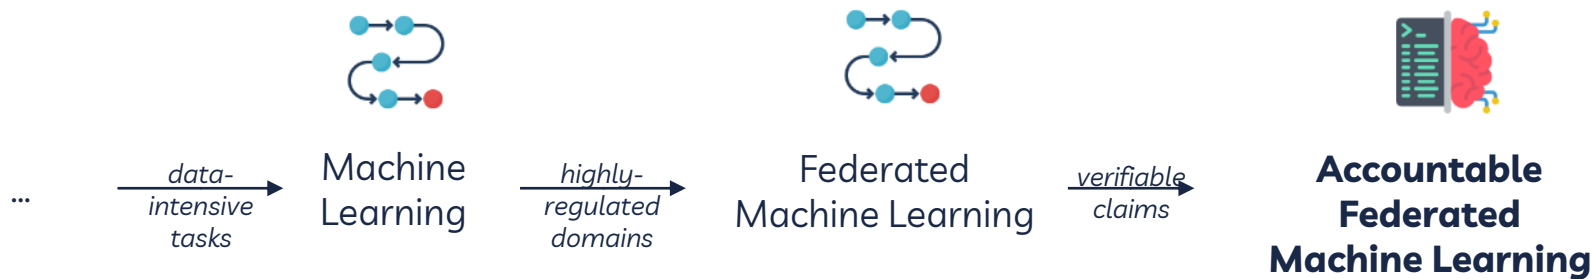 ...
data-
intensive
tasks
Machine
Learning
highly-
regulated
domains
Federated
Machine Learning
verifiable
claims
Accountable
Federated
Machine Learning